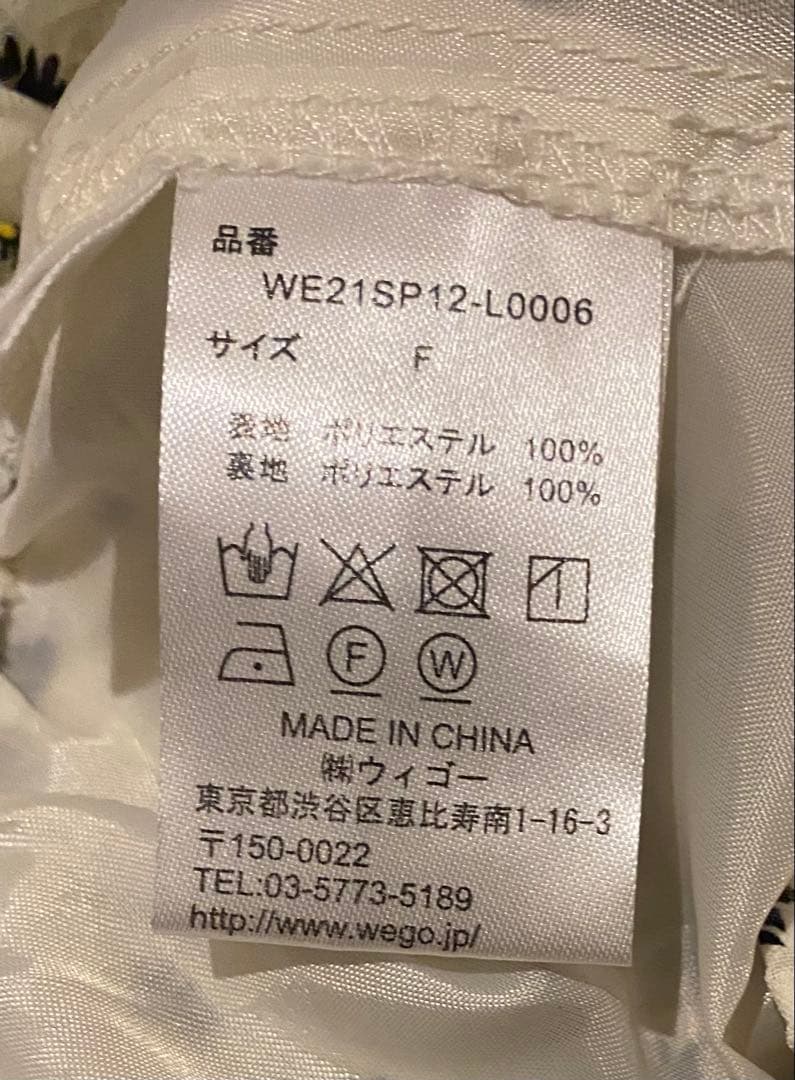 品番
WE21SP12-L0006
サイズ F
表地 ポリエステル 100%
裏地 ポリエステル 100%
F W
MADE IN CHINA
㈱ウィゴー
東京都渋谷区恵比寿南1-16-3
〒150-0022
TEL:03-5773-5189
http://www.wego.jp/